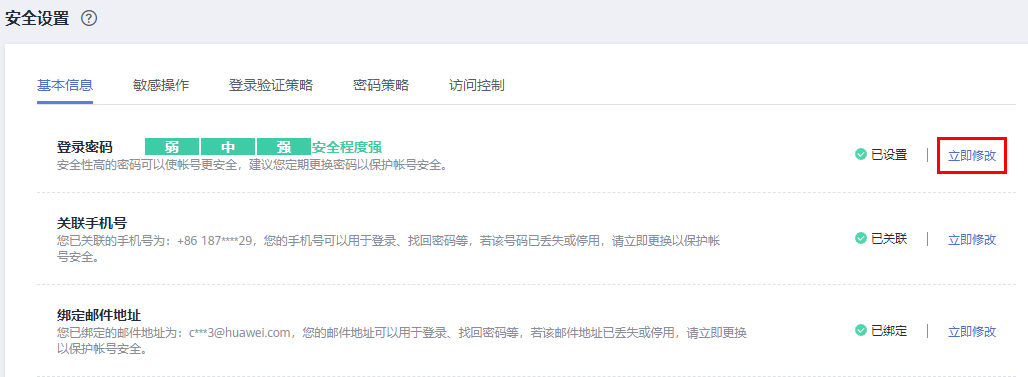 安全设置 ?
基本信息 敏感操作 登录验证策略 密码策略 访问控制
登录密码 弱 中 强 安全程度强
安全性高的密码可以使帐号更安全，建议您定期更换密码以保护帐号安全。
已设置 立即修改
关联手机号
您已关联的手机号为：+86 187****29，您的手机号可以用于登录、找回密码等，若该号码已丢失或停用，请立即更换以保护帐
号安全。
已关联 立即修改
绑定邮件地址
您已绑定的邮件地址为：c***3@huawei.com，您的邮件地址可以用于登录、找回密码等，若该邮件地址已丢失或停用，请立即更换
以保护帐号安全。
已绑定 立即修改